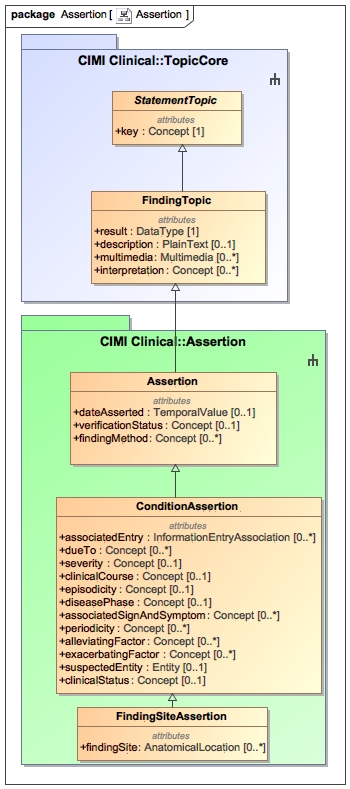 package Assertion [ Assertion ]
CIMI Clinical::TopicCore
StatementTopic
attributes
+key : Concept [1]
FindingTopic
attributes
+result : DataType [1]
+description : PlainText [0..1]
+multimedia : Multimedia [0..*]
+interpretation : Concept [0..*]
CIMI Clinical::Assertion
Assertion
attributes
+dateAsserted : TemporalValue [0..1]
+verificationStatus : Concept [0..1]
+findingMethod : Concept [0..*]
ConditionAssertion
attributes
+associatedEntry : InformationEntryAssociation [0..*]
+dueTo : Concept [0..*]
+severity : Concept [0..1]
+clinicalCourse : Concept [0..1]
+episodicity : Concept [0..1]
+diseasePhase : Concept [0..1]
+associatedSignAndSymptom : Concept [0..*]
+periodicity : Concept [0..*]
+alleviatingFactor : Concept [0..*]
+exacerbatingFactor : Concept [0..*]
+suspectedEntity : Entity [0..1]
+clinicalStatus : Concept [0..1]
FindingSiteAssertion
attributes
+findingSite : AnatomicalLocation [0..*]